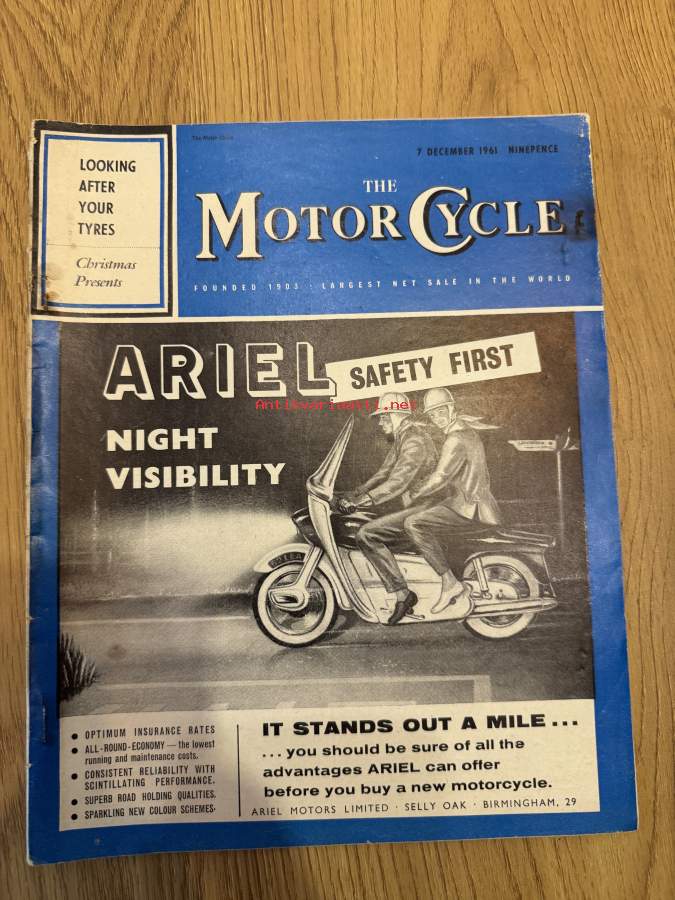 The Motor Cycle
7 DECEMBER 1961 NINEPENCE
LOOKING
AFTER
YOUR
TYRES
Christmas
Presents
THE
MOTOR CYCLE
FOUNDED 1903 · LARGEST NET SALE IN THE WORLD
ARIEL
SAFETY FIRST
Antikvariaatti.net
NIGHT
VISIBILITY
● OPTIMUM INSURANCE RATES
● ALL-ROUND-ECONOMY — the lowest
running and maintenance costs.
● CONSISTENT RELIABILITY WITH
SCINTILLATING PERFORMANCE.
● SUPERB ROAD HOLDING QUALITIES.
● SPARKLING NEW COLOUR SCHEMES.
IT STANDS OUT A MILE...
...you should be sure of all the
advantages ARIEL can offer
before you buy a new motorcycle.
ARIEL MOTORS LIMITED · SELLY OAK · BIRMINGHAM, 29